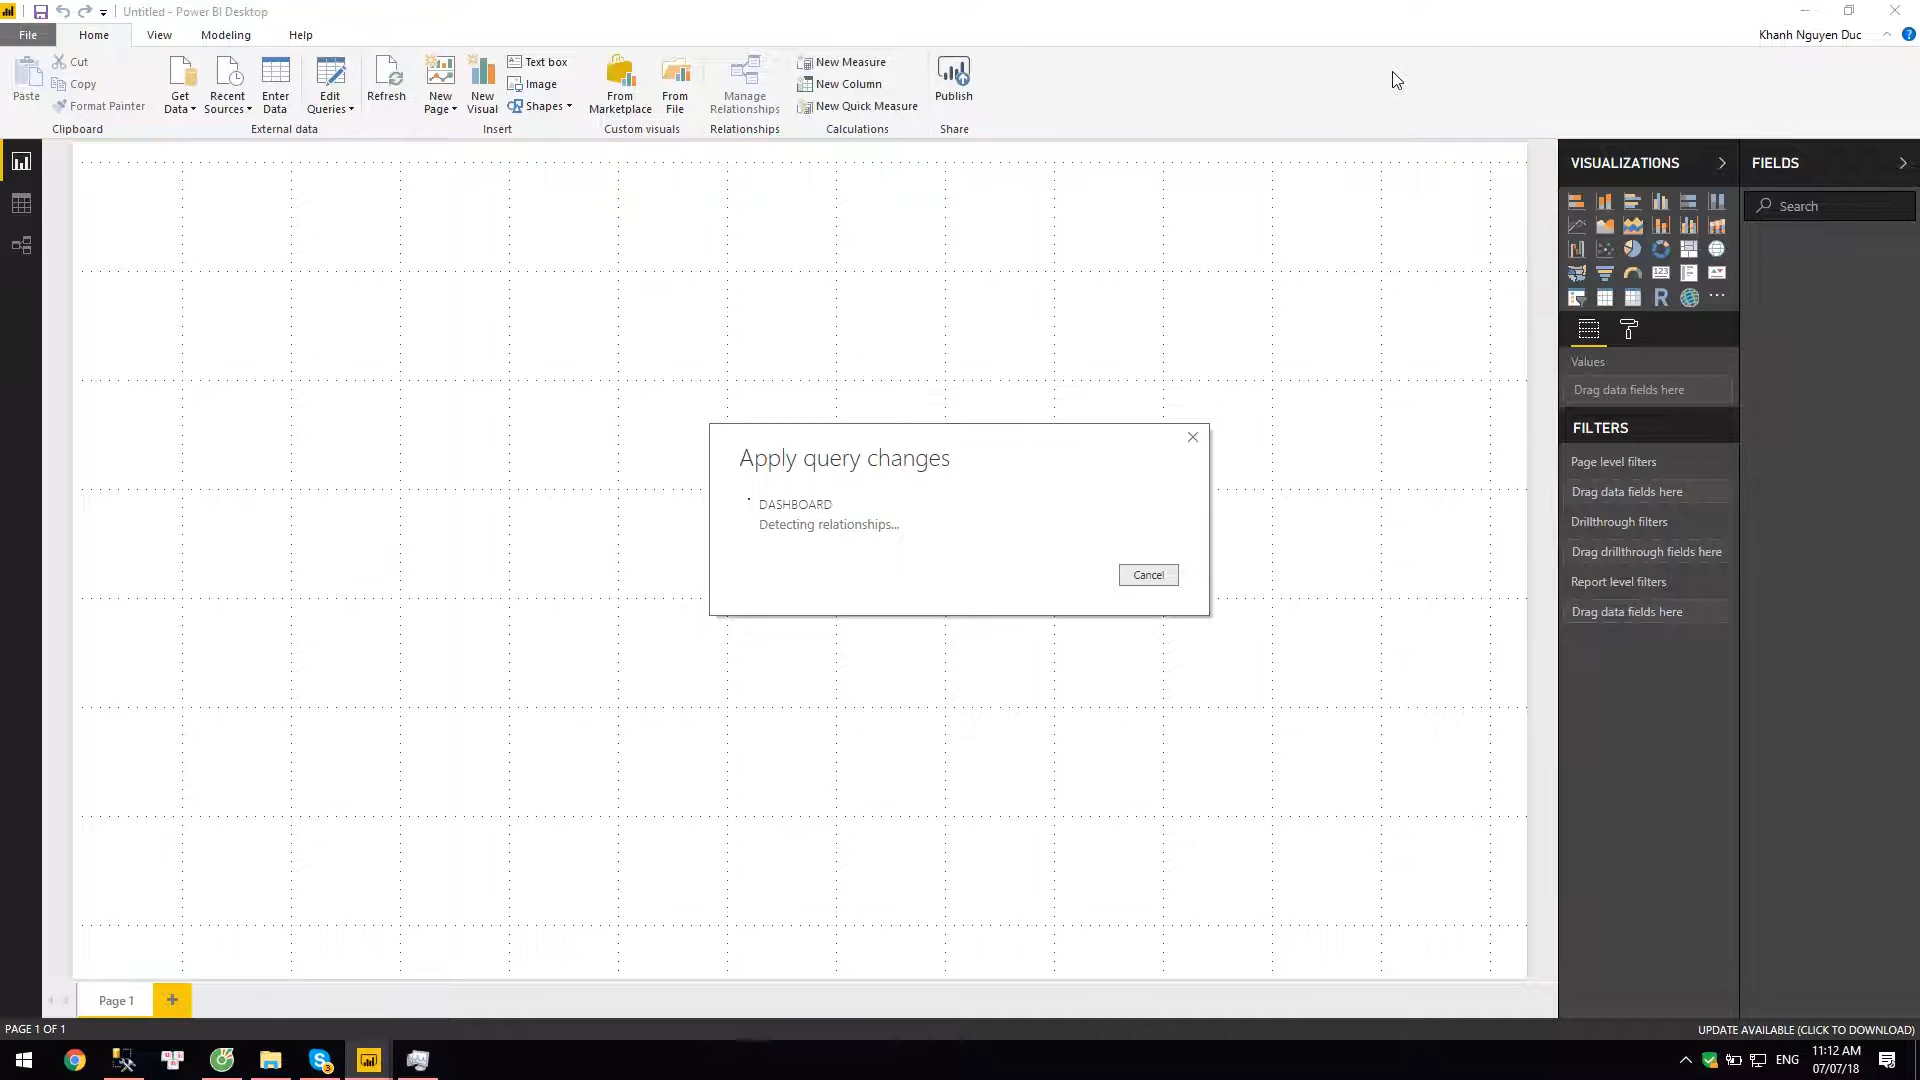 Untitled - Power BI Desktop
File Home View Modeling Help Khanh Nguyen Duc
Paste
Cut
Copy
Format Painter
Clipboard
Get Data
Recent Sources
Enter Data
Edit Queries
Refresh
External data
New Page
New Visual
Text box
Image
Shapes
Insert
From Marketplace
From File
Custom visuals
Manage Relationships
Relationships
New Measure
New Column
New Quick Measure
Calculations
Publish
Share
VISUALIZATIONS
FIELDS
Search
123
R
Values
Drag data fields here
FILTERS
Page level filters
Drag data fields here
Drillthrough filters
Drag drillthrough fields here
Report level filters
Drag data fields here
Apply query changes
DASHBOARD
Detecting relationships...
Cancel
Page 1
PAGE 1 OF 1
UPDATE AVAILABLE (CLICK TO DOWNLOAD)
3
ENG
11:12 AM
07/07/18